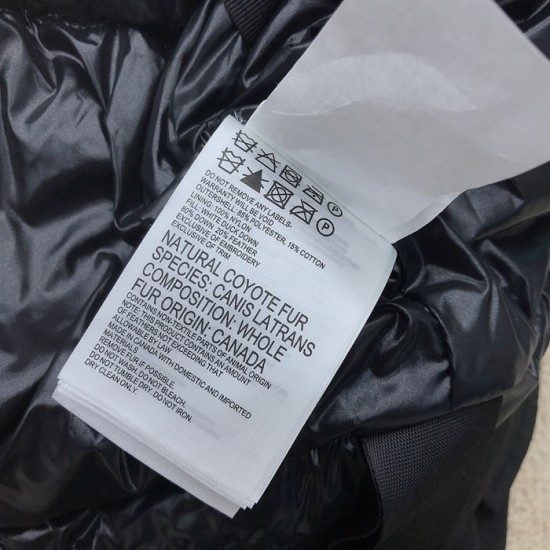 DO NOT REMOVE ANY LABELS-
WARRANTY WILL BE VOID
OUTERSHELL: 85% POLYESTER, 15% COTTON
LINING: 100% NYLON
FILL: WHITE DUCK DOWN
80% DOWN 20% FEATHER
EXCLUSIVE OF EMBROIDERY
EXCLUSIVE OF TRIM
NATURAL COYOTE FUR
SPECIES: CANIS LATRANS
COMPOSITION: WHOLE
FUR ORIGIN: CANADA
CONTAINS NON-TEXTILE PARTS OF ANIMAL ORIGIN
NOTE: THIS PRODUCT CONTAINS AN AMOUNT
OF FEATHERS NOT EXCEEDING THAT
ALLOWABLE BY LAW
MADE IN CANADA WITH DOMESTIC AND IMPORTED
MATERIALS
REMOVE FUR IF POSSIBLE.
DO NOT WASH. DO NOT BLEACH.
DO NOT TUMBLE DRY. DO NOT IRON.
DRY CLEAN ONLY.